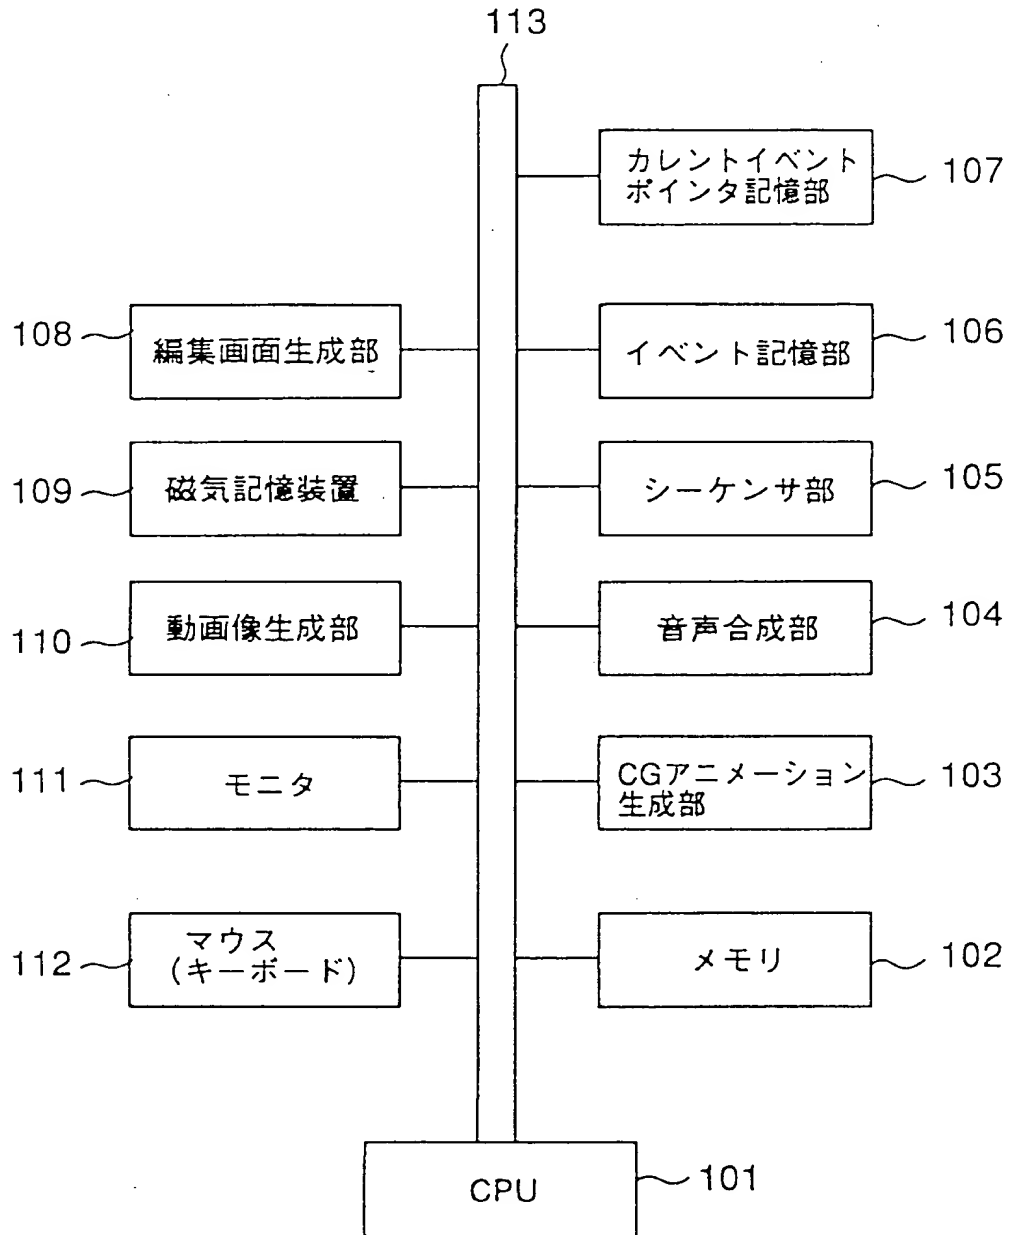 113
カレントイベント
ポインタ記憶部
107
108
編集画面生成部
イベント記憶部
106
109
磁気記憶装置
シーケンサ部
105
110
動画像生成部
音声合成部
104
111
モニタ
CGアニメーション
生成部
103
112
マウス
(キーボード)
メモリ
102
CPU
101